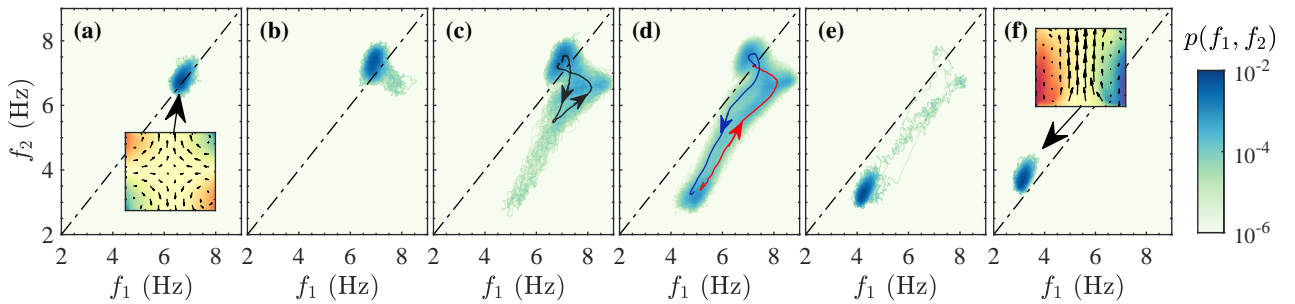 (a) (b) (c) (d) (e) (f)
p(f₁, f₂)
8
6
4
2
f₂ (Hz)
10⁻²
10⁻⁴
10⁻⁶
2 4 6 8 2 4 6 8 2 4 6 8 2 4 6 8 2 4 6 8 2 4 6 8
f₁ (Hz) f₁ (Hz) f₁ (Hz) f₁ (Hz) f₁ (Hz) f₁ (Hz)